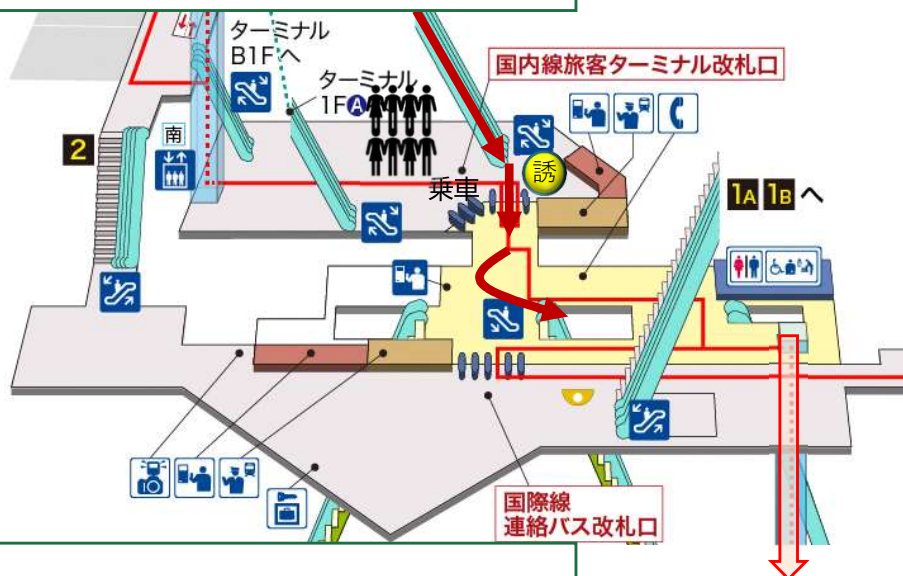 ターミナル
B1Fへ
ターミナル
1FA
国内線旅客ターミナル改札口
2
南
誘
乗車
1A 1B へ
国際線
連絡バス改札口